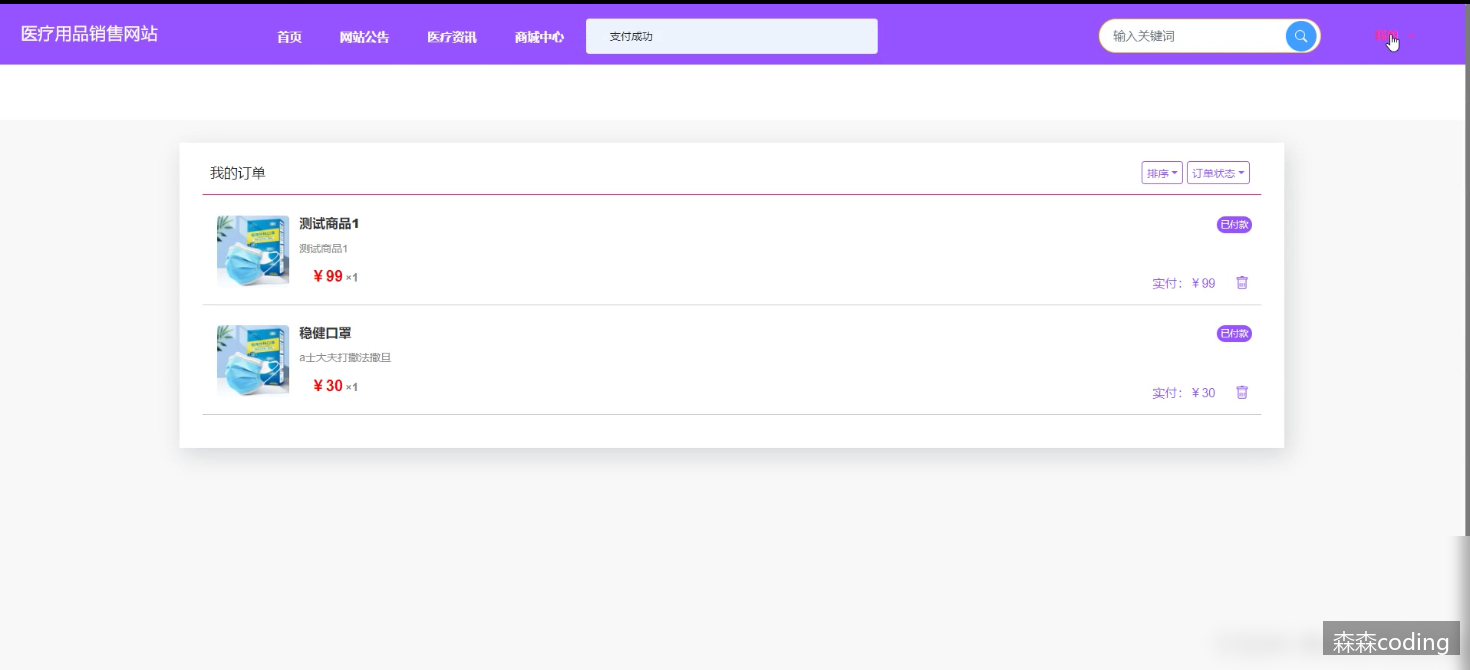 医疗用品销售网站
首页
网站公告
医疗资讯
商城中心
支付成功
输入关键词
我的订单
排序
订单状态
测试商品1
已付款
测试商品1
￥99 ×1
实付：￥99
稳健口罩
已付款
a士大夫打撒法撒旦
￥30 ×1
实付：￥30
森森coding